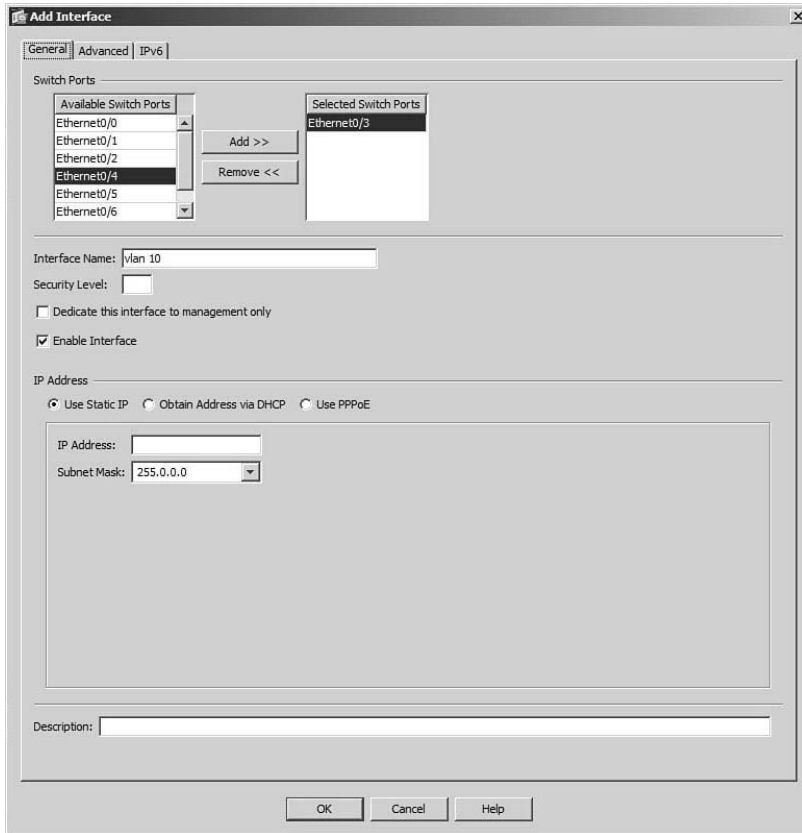 Add Interface
General Advanced IPv6
Switch Ports
Available Switch Ports
Ethernet0/0
Ethernet0/1
Ethernet0/2
Ethernet0/4
Ethernet0/5
Ethernet0/6
Add >>
Remove <<
Selected Switch Ports
Ethernet0/3
Interface Name: vlan 10
Security Level:
Dedicate this interface to management only
Enable Interface
IP Address
Use Static IP Obtain Address via DHCP Use PPPoE
IP Address:
Subnet Mask: 255.0.0.0
Description:
OK Cancel Help